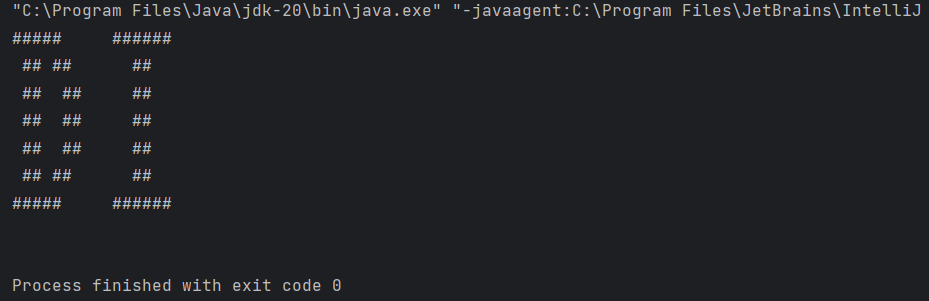 "C:\Program Files\Java\jdk-20\bin\java.exe" "-javaagent:C:\Program Files\JetBrains\IntelliJ
#####     ######
 ## ##      ##
 ##  ##     ##
 ##  ##     ##
 ##  ##     ##
 ## ##      ##
#####     ######
Process finished with exit code 0